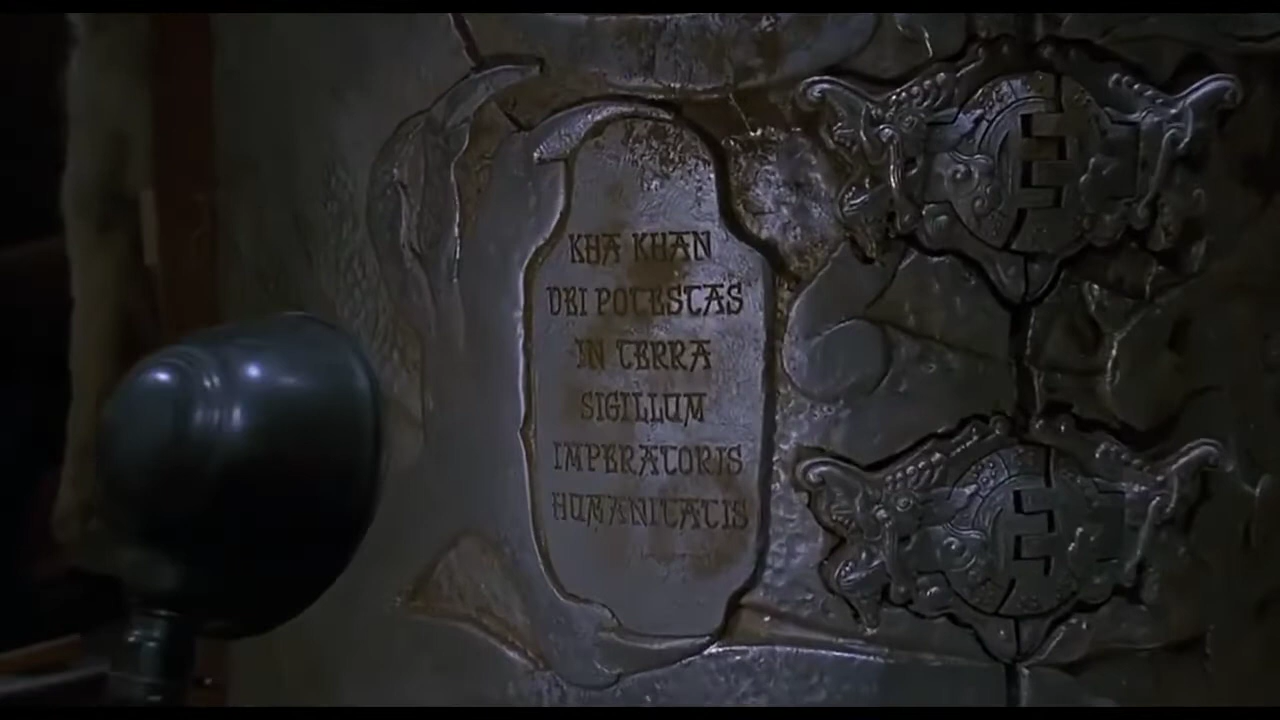 KHA KHAN
DEI POTESTAS
IN TERRA
SIGILLUM
IMPERATORIS
HUMANITATIS